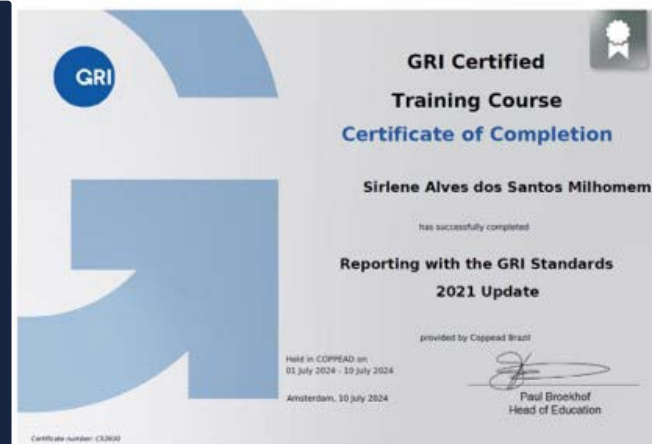 GRI
GRI Certified
Training Course
Certificate of Completion
Sirlene Alves dos Santos Milhomem
has successfully completed
Reporting with the GRI Standards
2021 Update
provided by Coppead Brazil
Held in COPPEAD on
01 July 2024 - 10 July 2024
Amsterdam, 10 July 2024
Paul Broekhof
Head of Education
Certificate number: